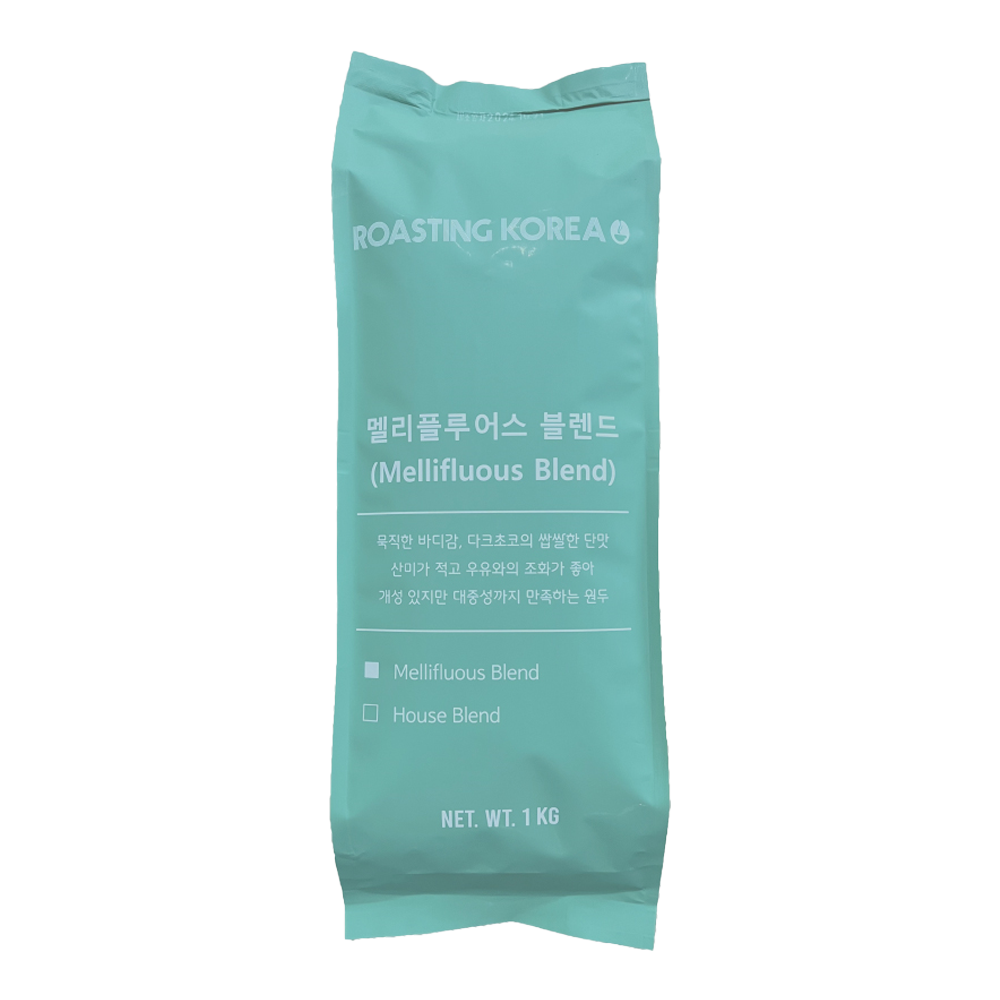 ROASTING KOREA
멜리플루어스 블렌드
(Mellifluous Blend)
묵직한 바디감, 다크초코의 쌉쌀한 단맛
산미가 적고 우유와의 조화가 좋아
개성 있지만 대중성까지 만족하는 원두
Mellifluous Blend
House Blend
NET. WT. 1 KG